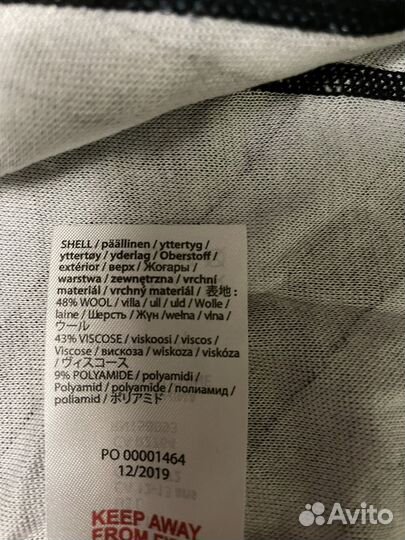 SHELL / päällinen / yttertyg /
yttertøy / yderlag / Oberstoff /
extérior / верх / Жоғары /
warstwa / zewnętrzna / vrchní
materiál / vrchný materiál / 表地 :
48% WOOL / villa / ull / uld / Wolle /
laine / Шерсть / Жүн /wełna / vlna /
ウール
43% VISCOSE / viskoosi / viscos /
Viscose / вискоза / wiskoza / viskóza
/ ヴィスコース
9% POLYAMIDE / polyamidi /
Polyamid / polyamide / полиамид /
poliamid / ポリアミド
PO 00001464
12/2019
KEEP AWAY
FROM
Avito